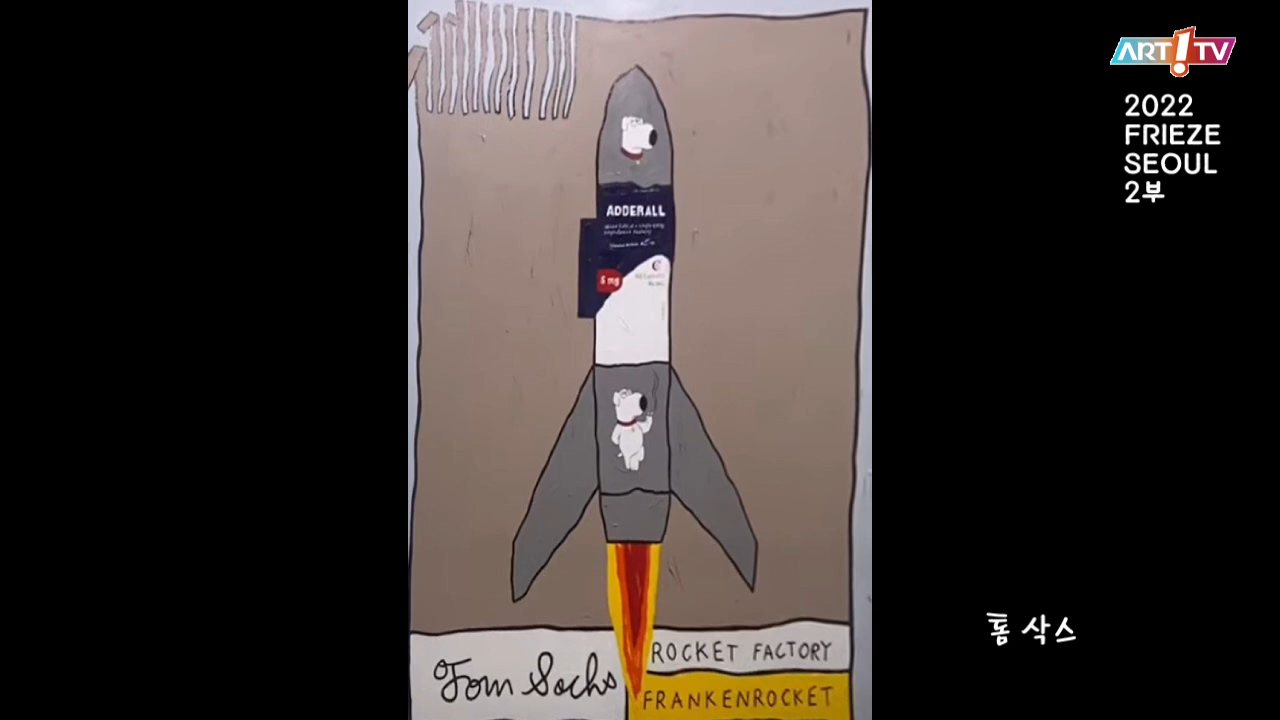 ART!TV
2022
FRIEZE
SEOUL
2부
ADDERALL
5 mg
톰 삭스
Tom Sachs
ROCKET FACTORY
FRANKENROCKET